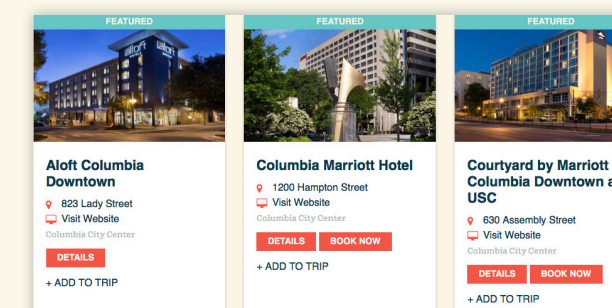 FEATURED
aloft
aloft
Aloft Columbia
Downtown
823 Lady Street
Visit Website
Columbia City Center
DETAILS
+ ADD TO TRIP
FEATURED
Columbia Marriott Hotel
1200 Hampton Street
Visit Website
Columbia City Center
DETAILS BOOK NOW
+ ADD TO TRIP
FEATURED
Courtyard by Marriott
Columbia Downtown a
USC
630 Assembly Street
Visit Website
Columbia City Center
DETAILS BOOK NOW
+ ADD TO TRIP